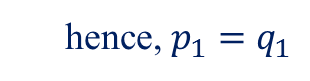 hence, p₁ = q₁